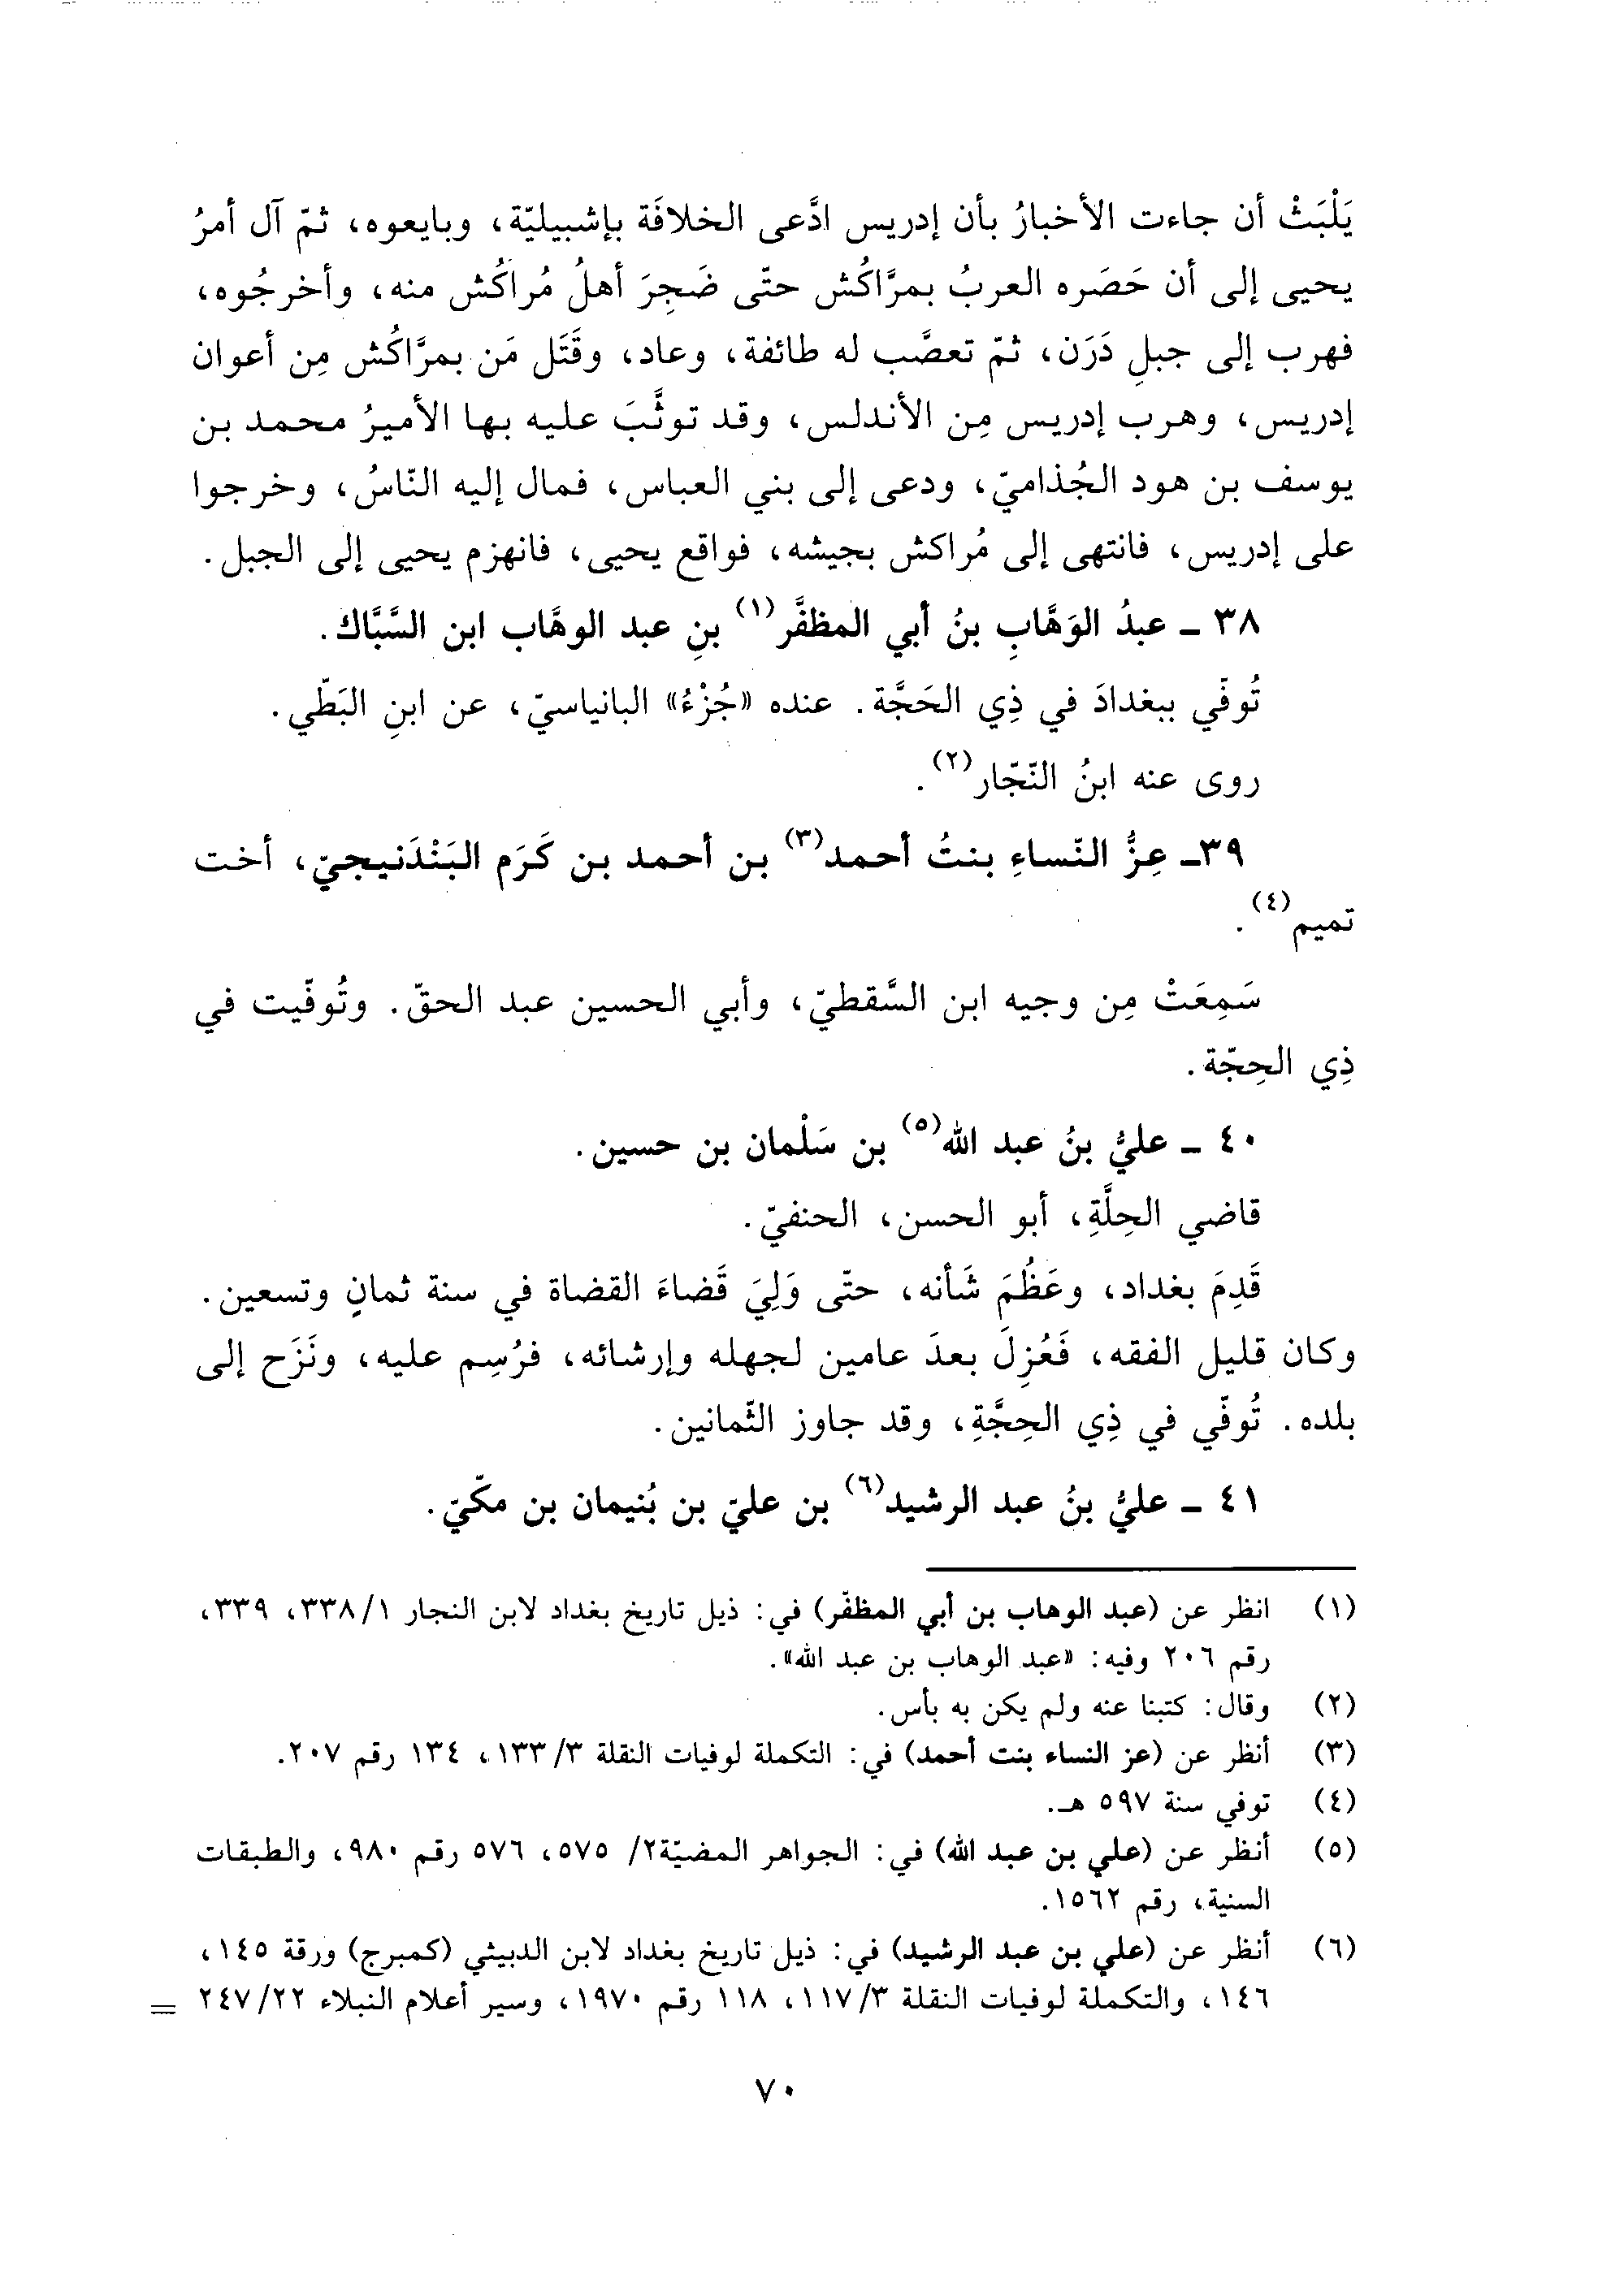 يَلْبَثْ أن جاءت الأخبارُ بأن إدريس ادَّعى الخلافَة بإشبيليّة، وبايعوه، ثمّ آل أمرُ
يحيى إلى أن حَصَره العربُ بمرَّاكُش حتّى ضَجِرَ أهلُ مُراكُش منه، وأخرجُوه،
فهرب إلى جبلِ دَرَن، ثمّ تعصَّب له طائفة، وعاد، وقَتَل مَن بمرَّاكُش مِن أعوان
إدريس، وهرب إدريس مِن الأندلس، وقد توثَّبَ عليه بها الأميرُ محمد بن
يوسف بن هود الجُذاميّ، ودعى إلى بني العباس، فمال إليه النّاسُ، وخرجوا
على إدريس، فانتهى إلى مُراكش بجيشه، فواقع يحيى، فانهزم يحيى إلى الجبل.
٣٨ ـ عبدُ الوَهَّابِ بنُ أبي المظفَّر(١) بنِ عبد الوهَّاب ابن السَّبَّاك.
تُوفّي ببغدادَ في ذِي الحَجَّة. عنده «جُزْءُ» البانياسيّ، عن ابنِ البَطّي.
روى عنه ابنُ النّجّار(٢).
٣٩ـ عِزُّ النّساءِ بنتُ أحمد(٣) بن أحمد بن كَرَم البَنْدَنيجيّ، أخت
تميم(٤).
سَمِعَتْ مِن وجيه ابن السَّقطيّ، وأبي الحسين عبد الحقّ. وتُوفّيت في
ذِي الحِجّة.
٤٠ ـ عليُّ بنُ عبد الله(٥) بن سَلْمان بن حسين.
قاضي الحِلَّةِ، أبو الحسن، الحنفيّ.
قَدِمَ بغداد، وعَظُمَ شَأنه، حتّى وَلِيَ قَضاءَ القضاة في سنة ثمانٍ وتسعين.
وكان قليل الفقه، فَعُزِلَ بعدَ عامين لجهله وإرشائه، فرُسِم عليه، ونَزَح إلى
بلده. تُوفّي في ذِي الحِجَّةِ، وقد جاوز الثّمانين.
٤١ ـ عليُّ بنُ عبد الرشيد(٦) بن عليّ بن بُنيمان بن مكّيّ.
(١) انظر عن (عبد الوهاب بن أبي المظفّر) في: ذيل تاريخ بغداد لابن النجار ١/ ٣٣٨، ٣٣٩،
رقم ٢٠٦ وفيه: «عبد الوهاب بن عبد الله».
(٢) وقال: كتبنا عنه ولم يكن به بأس.
(٣) أنظر عن (عز النساء بنت أحمد) في: التكملة لوفيات النقلة ٣/ ١٣٣، ١٣٤ رقم ٢٠٧.
(٤) توفي سنة ٥٩٧ هـ.
(٥) أنظر عن (علي بن عبد الله) في: الجواهر المضيّة٢/ ٥٧٥، ٥٧٦ رقم ٩٨٠، والطبقات
السنية، رقم ١٥٦٢.
(٦) أنظر عن (علي بن عبد الرشيد) في: ذيل تاريخ بغداد لابن الدبيثي (كمبرج) ورقة ١٤٥،
١٤٦، والتكملة لوفيات النقلة ٣/ ١١٧، ١١٨ رقم ١٩٧٠، وسير أعلام النبلاء ٢٢/ ٢٤٧ =
٧٠